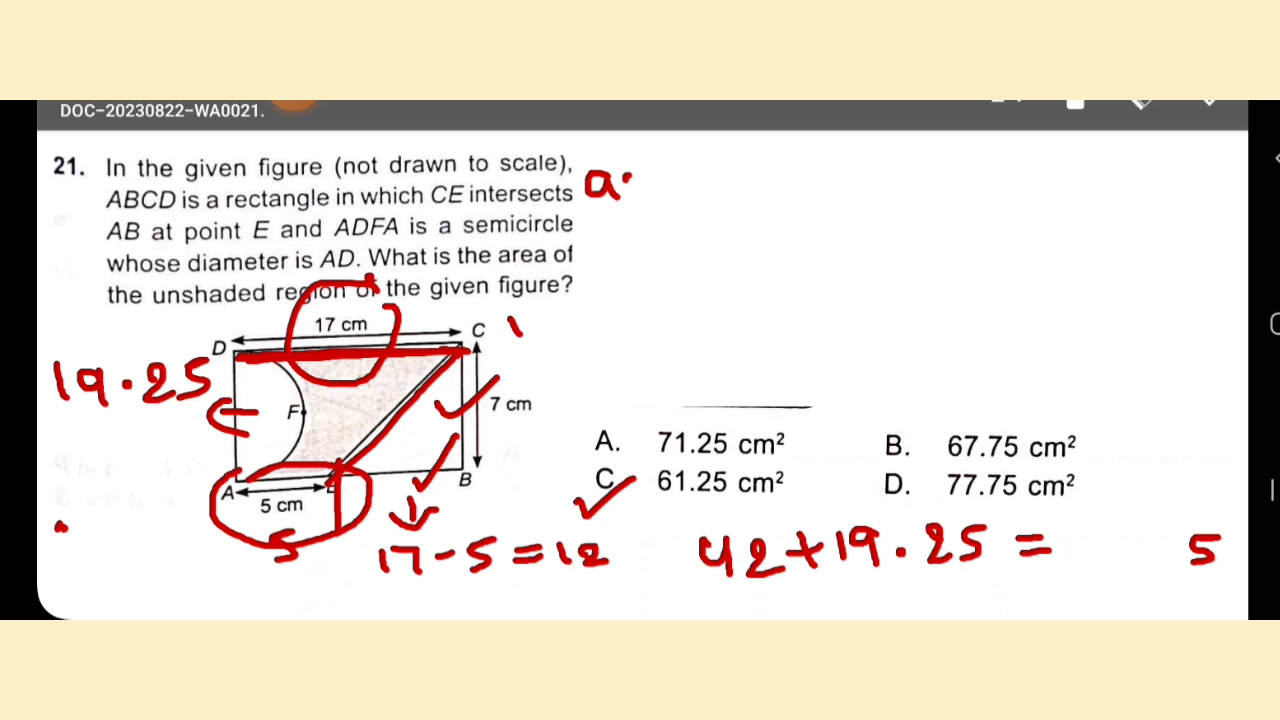 DOC-20230822-WA0021.
21. In the given figure (not drawn to scale),
ABCD is a rectangle in which CE intersects
AB at point E and ADFA is a semicircle
whose diameter is AD. What is the area of
the unshaded region of the given figure?
a
17 cm
D
C
19.25
F
7 cm
A
B
5 cm
5
17-5=12
A. 71.25 cm²
B. 67.75 cm²
C 61.25 cm²
D. 77.75 cm²
42+19.25=
5